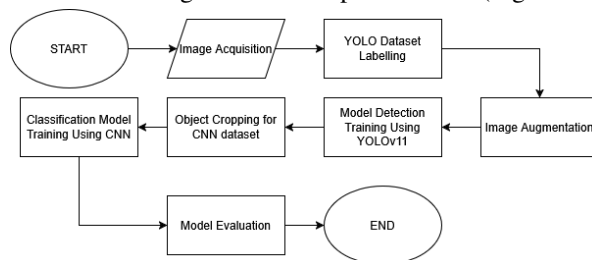 START
Image Acquisition
YOLO Dataset
Labelling
Image Augmentation
Model Detection
Training Using
YOLOv11
Object Cropping for
CNN dataset
Classification Model
Training Using CNN
Model Evaluation
END